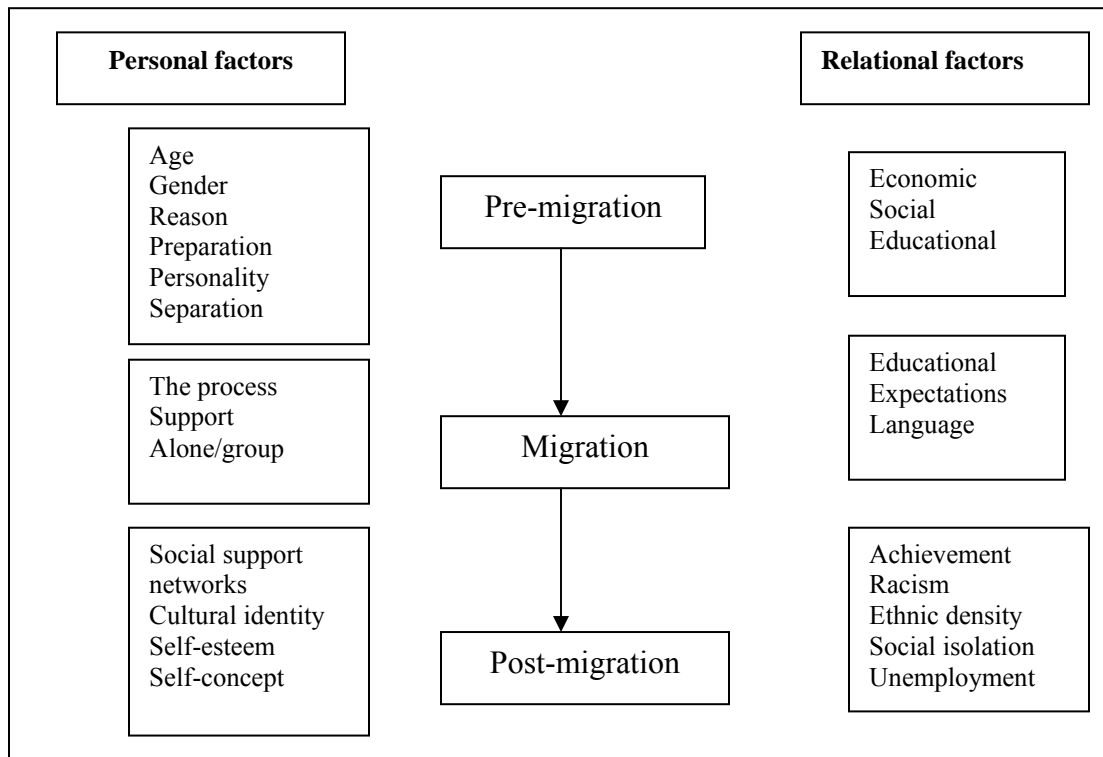 Personal factors
Relational factors
Age
Gender
Reason
Preparation
Personality
Separation
Pre-migration
Economic
Social
Educational
The process
Support
Alone/group
Migration
Educational
Expectations
Language
Social support
networks
Cultural identity
Self-esteem
Self-concept
Post-migration
Achievement
Racism
Ethnic density
Social isolation
Unemployment